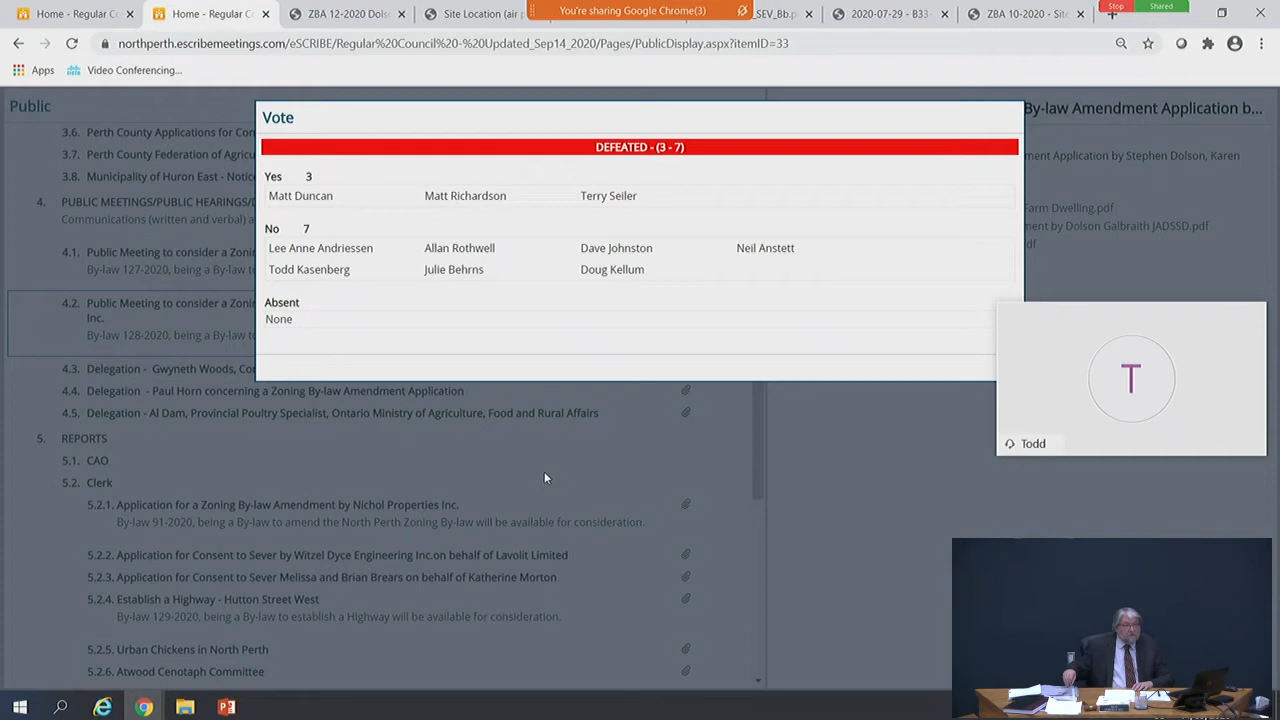 Home - Regular C
Home - Regular C
ZBA 12-2020 Dols
Site Location (air p
You're sharing Google Chrome(3)
_SEV_Bb.p
2020-07-29 - B33-
ZBA 10-2020 - Site
Stop
Shared
northperth.escribemeetings.com/eSCRIBE/Regular%20Council%20-%20Updated_Sep14_2020/Pages/PublicDisplay.aspx?itemID=33
Apps
Video Conferencing...
Public
By-law Amendment Application b...
3.6. Perth County Applications for Con
3.7. Perth County Federation of Agricu
3.8. Municipality of Huron East - Notice
4. PUBLIC MEETINGS/PUBLIC HEARINGS/D
Communications (written and verbal) a
4.1. Public Meeting to consider a Zonin
By-law 127-2020, being a By-law to
4.2. Public Meeting to consider a Zonin
Inc.
By-law 128-2020, being a By-law to
4.3. Delegation - Gwyneth Woods, Co
4.4. Delegation - Paul Horn concerning a Zoning By-law Amendment Application
4.5. Delegation - Al Dam, Provincial Poultry Specialist, Ontario Ministry of Agriculture, Food and Rural Affairs
5. REPORTS
5.1. CAO
5.2. Clerk
5.2.1. Application for a Zoning By-law Amendment by Nichol Properties Inc.
By-law 91-2020, being a By-law to amend the North Perth Zoning By-law will be available for consideration.
5.2.2. Application for Consent to Sever by Witzel Dyce Engineering Inc.on behalf of Lavolit Limited
5.2.3. Application for Consent to Sever Melissa and Brian Brears on behalf of Katherine Morton
5.2.4. Establish a Highway - Hutton Street West
By-law 129-2020, being a By-law to establish a Highway will be available for consideration.
5.2.5. Urban Chickens in North Perth
5.2.6. Atwood Cenotaph Committee
Vote
DEFEATED - (3 - 7)
Yes 3
Matt Duncan Matt Richardson Terry Seiler
No 7
Lee Anne Andriessen Allan Rothwell Dave Johnston Neil Anstett
Todd Kasenberg Julie Behrns Doug Kellum
Absent
None
ment Application by Stephen Dolson, Karen
Farm Dwelling.pdf
ment by Dolson Galbraith JADSSD.pdf
df
T
Todd